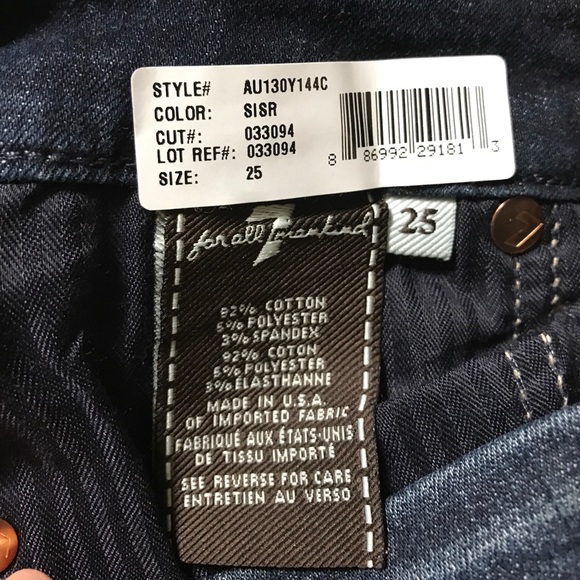 STYLE# AU130Y144C
COLOR: SISR
CUT#: 033094
LOT REF#: 033094
SIZE: 25
8 86992 29181 3
7
for all mankind
25
92% COTTON
5% POLYESTER
3% SPANDEX
92% COTON
5% POLYESTER
3% ELASTHANNE
MADE IN U.S.A.
OF IMPORTED FABRIC
FABRIQUÉ AUX ÉTATS-UNIS
DE TISSU IMPORTÉ
SEE REVERSE FOR CARE
ENTRETIEN AU VERSO